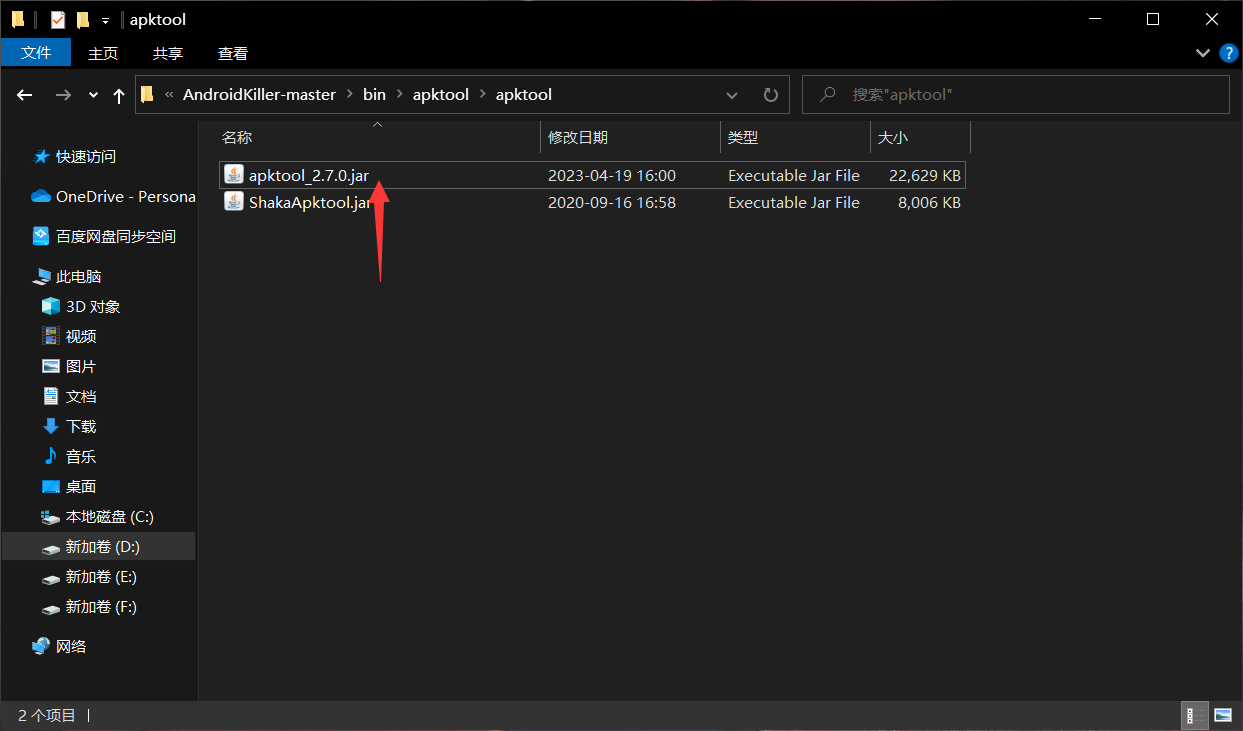 apktool
文件 主页 共享 查看
« AndroidKiller-master > bin > apktool > apktool 搜索"apktool"
名称 修改日期 类型 大小
apktool_2.7.0.jar 2023-04-19 16:00 Executable Jar File 22,629 KB
ShakaApktool.jar 2020-09-16 16:58 Executable Jar File 8,006 KB
快速访问
OneDrive - Persona
百度网盘同步空间
此电脑
3D 对象
视频
图片
文档
下载
音乐
桌面
本地磁盘 (C:)
新加卷 (D:)
新加卷 (E:)
新加卷 (F:)
网络
2 个项目